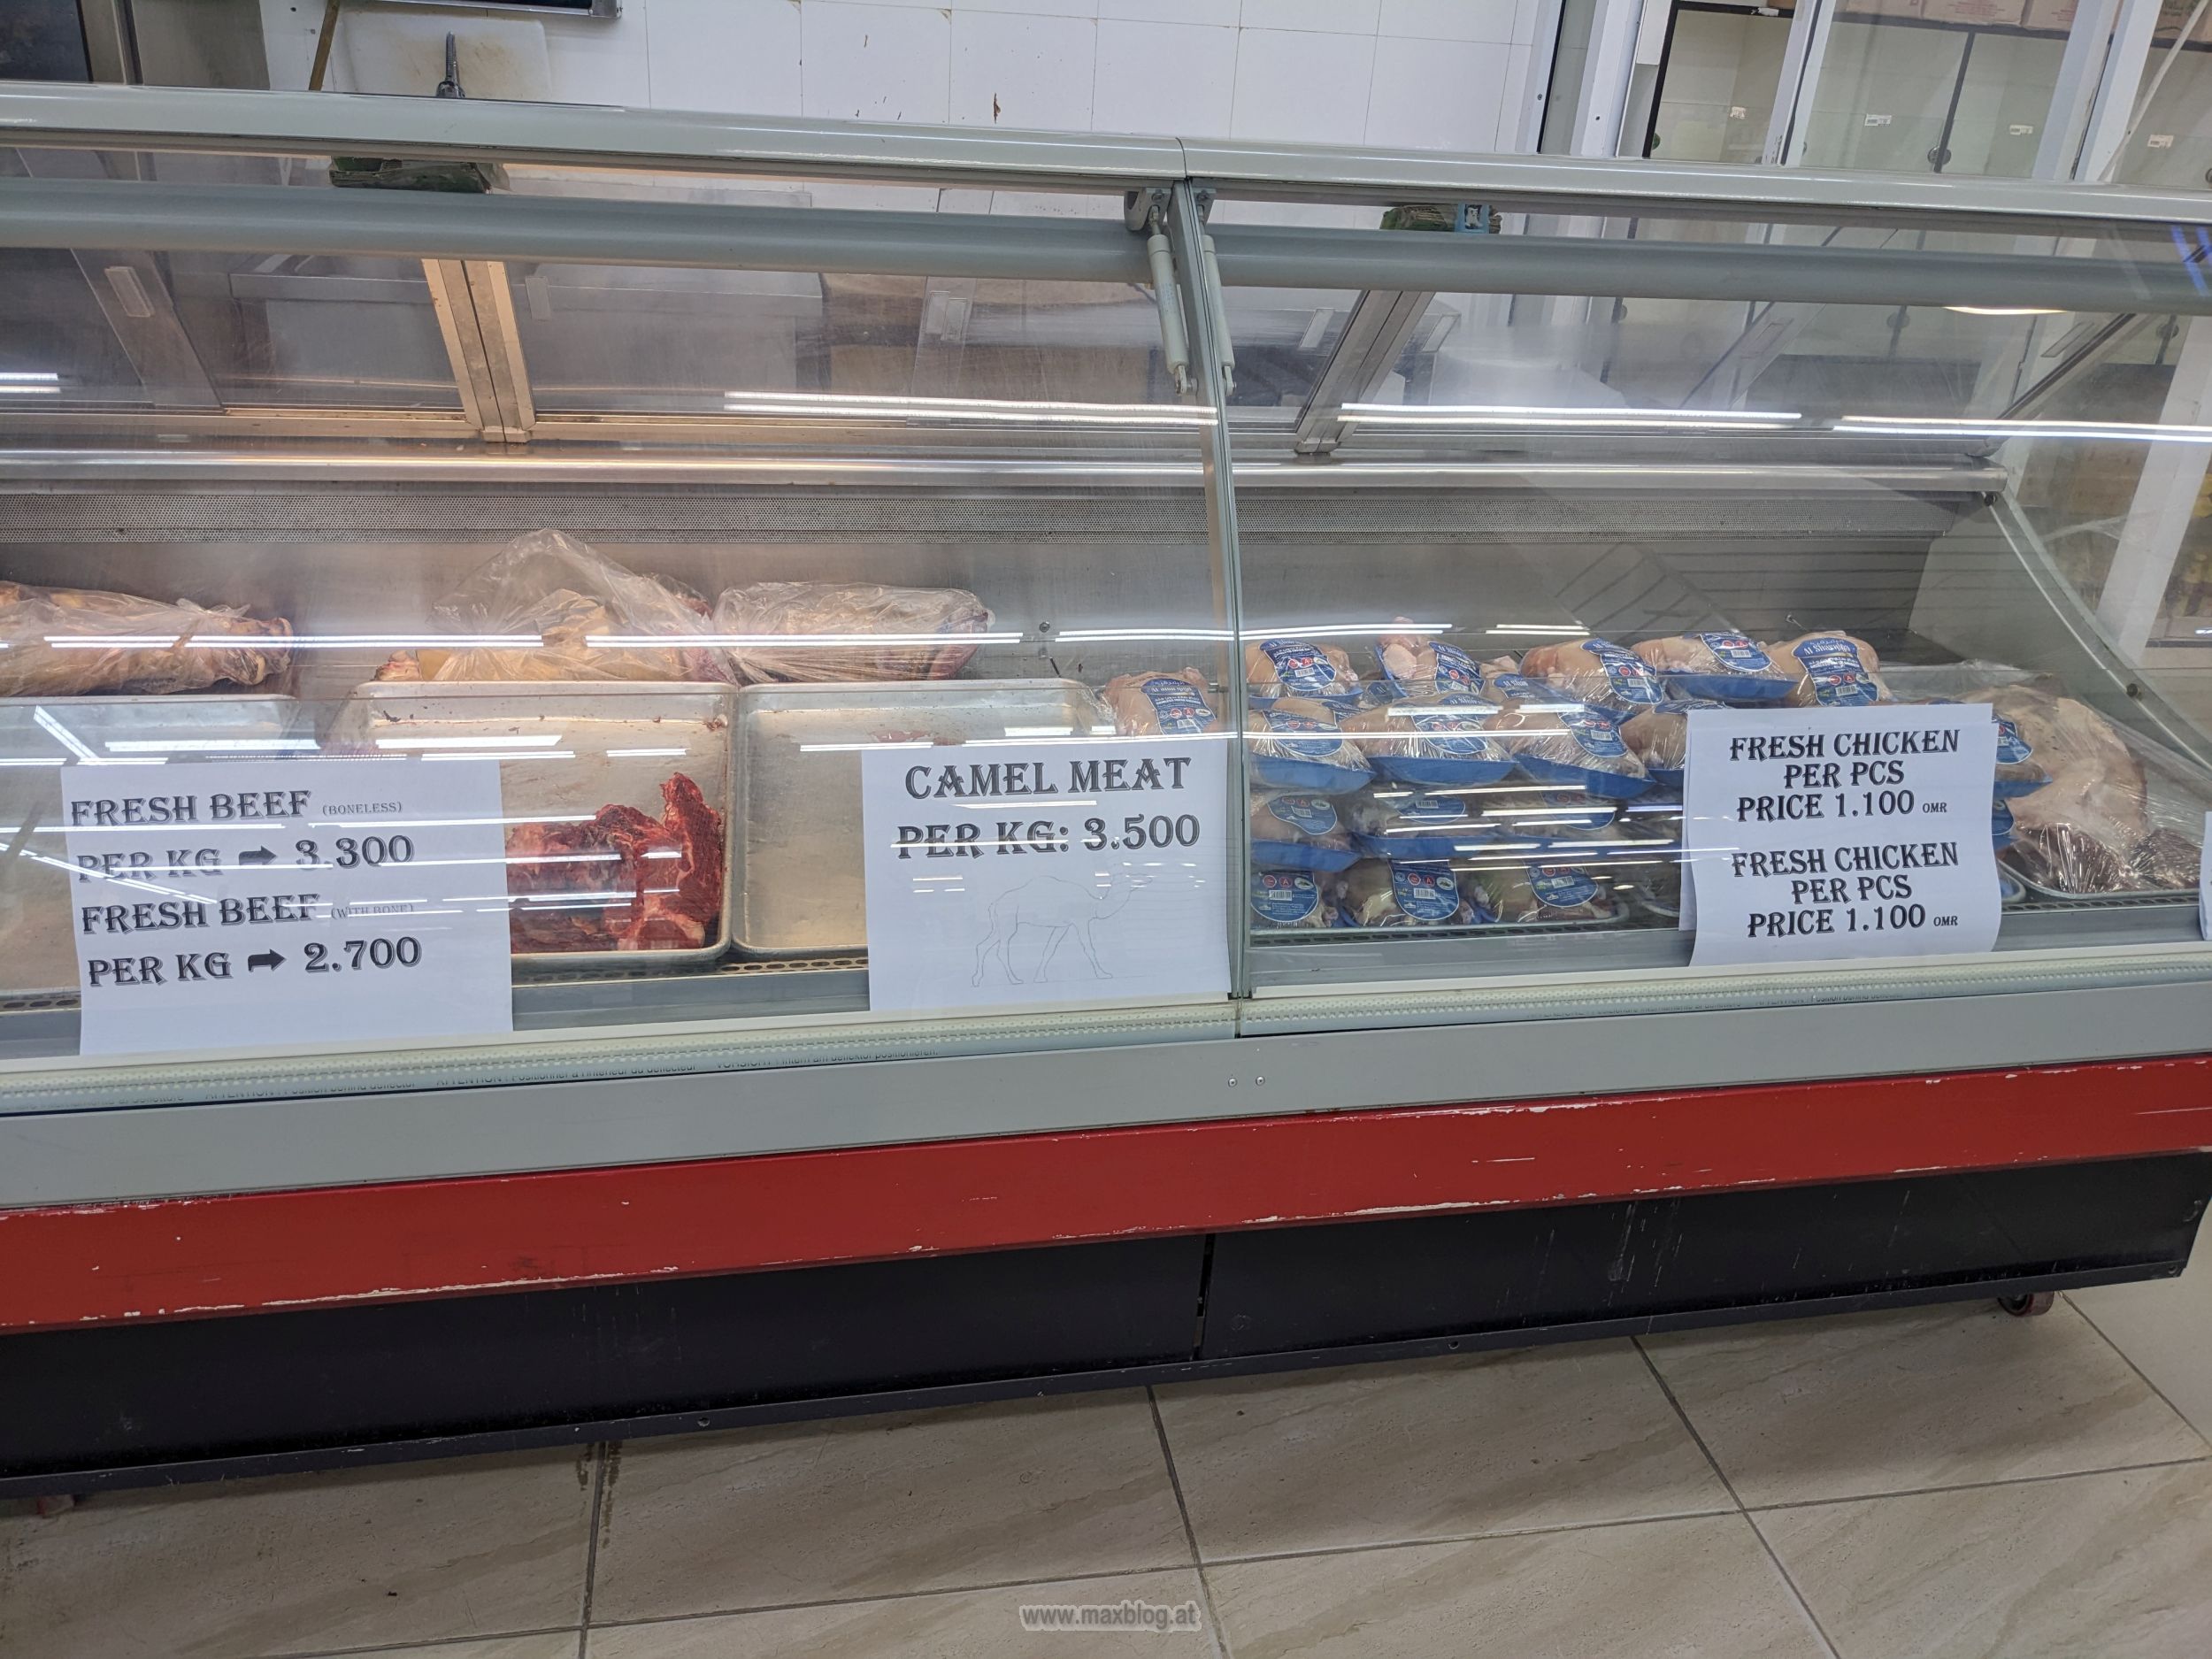 FRESH BEEF (BONELESS)
PER KG ➡ 3.300
FRESH BEEF (WITH BONE)
PER KG ➡ 2.700
CAMEL MEAT
PER KG: 3.500
FRESH CHICKEN
PER PCS
PRICE 1.100 OMR
FRESH CHICKEN
PER PCS
PRICE 1.100 OMR
www.maxblog.at